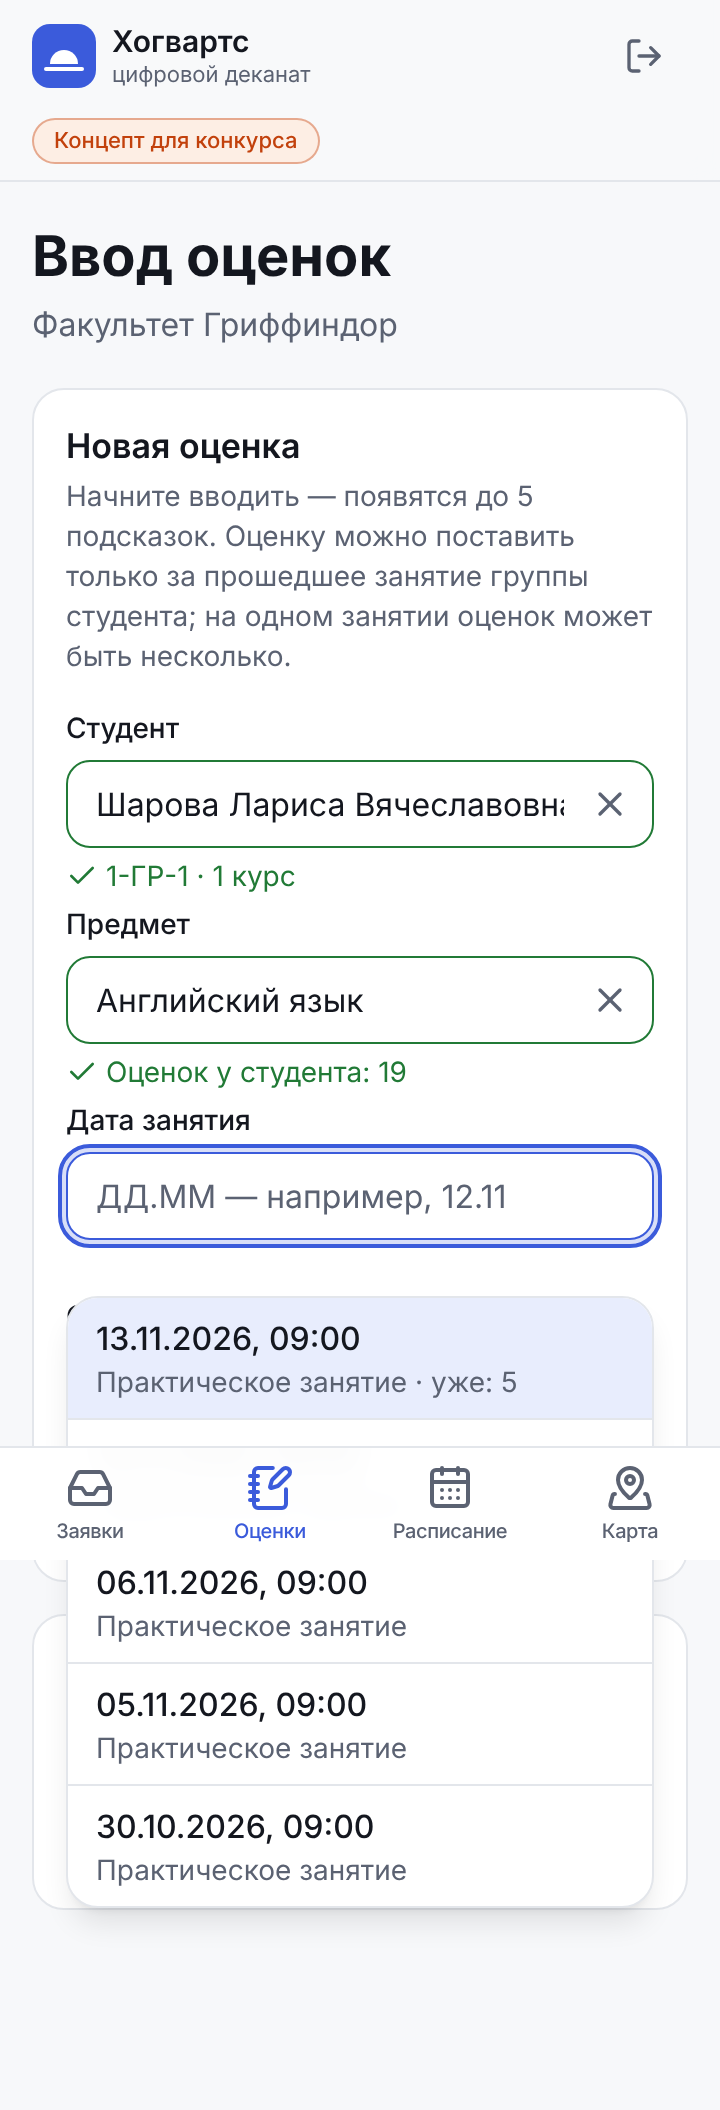 Хогвартс
цифровой деканат
Концепт для конкурса
Ввод оценок
Факультет Гриффиндор
Новая оценка
Начните вводить — появятся до 5
подсказок. Оценку можно поставить
только за прошедшее занятие группы
студента; на одном занятии оценок может
быть несколько.
Студент
Шарова Лариса Вячеславовна
1-ГР-1 · 1 курс
Предмет
Английский язык
Оценок у студента: 19
Дата занятия
ДД.ММ — например, 12.11
13.11.2026, 09:00
Практическое занятие · уже: 5
Заявки
Оценки
Расписание
Карта
06.11.2026, 09:00
Практическое занятие
05.11.2026, 09:00
Практическое занятие
30.10.2026, 09:00
Практическое занятие